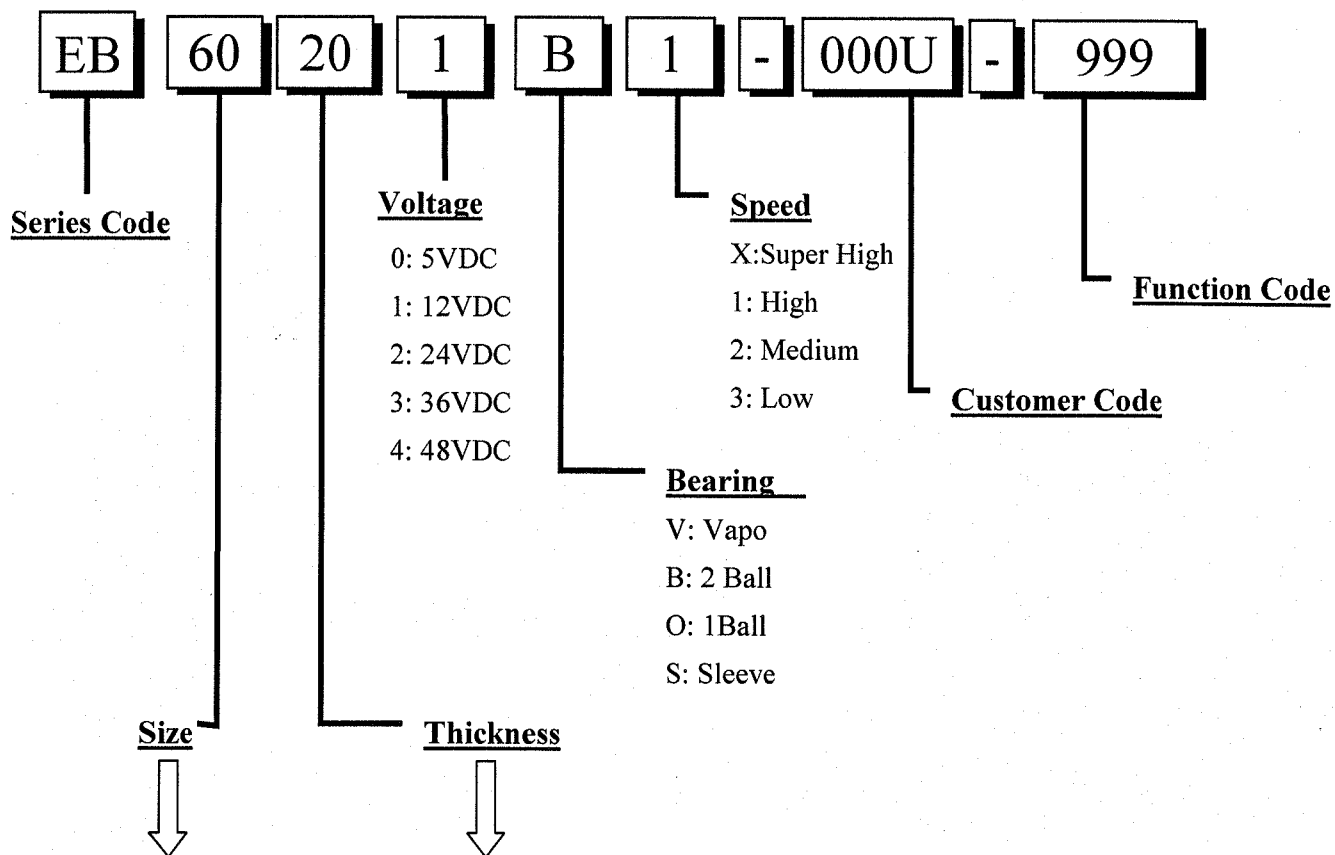 EB 60 20 1 B 1 - 000U - 999
Series Code
Voltage
0: 5VDC
1: 12VDC
2: 24VDC
3: 36VDC
4: 48VDC
Speed
X:Super High
1: High
2: Medium
3: Low
Function Code
Customer Code
Bearing
V: Vapo
B: 2 Ball
O: 1Ball
S: Sleeve
Size
Thickness